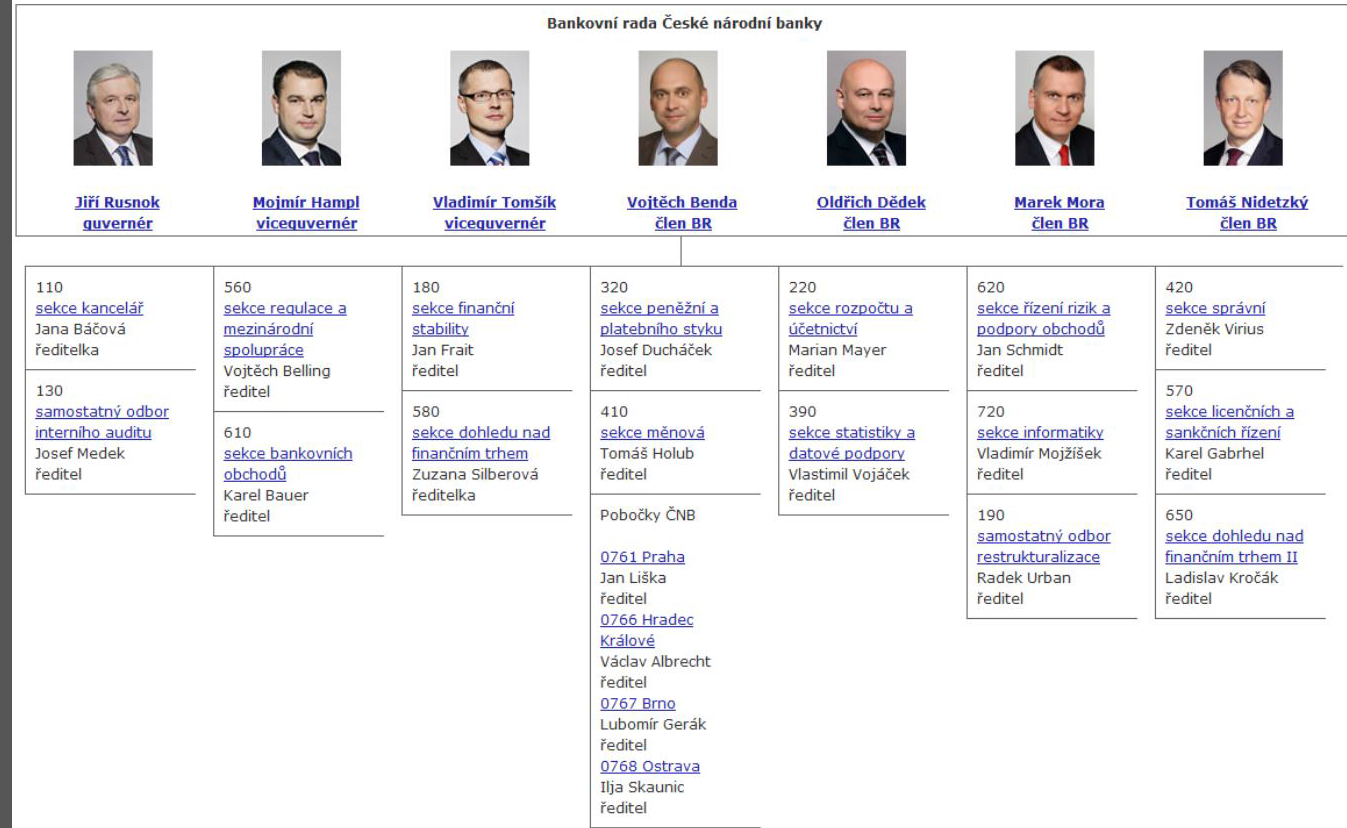 Bankovní rada České národní banky
Jiří Rusnok
guvernér
Mojmír Hampl
viceguvernér
Vladimír Tomšík
viceguvernér
Vojtěch Benda
člen BR
Oldřich Dědek
člen BR
Marek Mora
člen BR
Tomáš Nidetzký
člen BR
110
sekce kancelář
Jana Báčová
ředitelka
130
samostatný odbor
interního auditu
Josef Medek
ředitel
560
sekce regulace a
mezinárodní
spolupráce
Vojtěch Belling
ředitel
610
sekce bankovních
obchodů
Karel Bauer
ředitel
180
sekce finanční
stability
Jan Frait
ředitel
580
sekce dohledu nad
finančním trhem
Zuzana Silberová
ředitelka
320
sekce peněžní a
platebního styku
Josef Ducháček
ředitel
410
sekce měnová
Tomáš Holub
ředitel
Pobočky ČNB
0761 Praha
Jan Liška
ředitel
0766 Hradec
Králové
Václav Albrecht
ředitel
0767 Brno
Lubomír Gerák
ředitel
0768 Ostrava
Ilja Skaunic
ředitel
220
sekce rozpočtu a
účetnictví
Marian Mayer
ředitel
390
sekce statistiky a
datové podpory
Vlastimil Vojáček
ředitel
620
sekce řízení rizik a
podpory obchodů
Jan Schmidt
ředitel
720
sekce informatiky
Vladimír Mojžíšek
ředitel
190
samostatný odbor
restrukturalizace
Radek Urban
ředitel
420
sekce správní
Zdeněk Virius
ředitel
570
sekce licenčních a
sankčních řízení
Karel Gabrhel
ředitel
650
sekce dohledu nad
finančním trhem II
Ladislav Kročák
ředitel